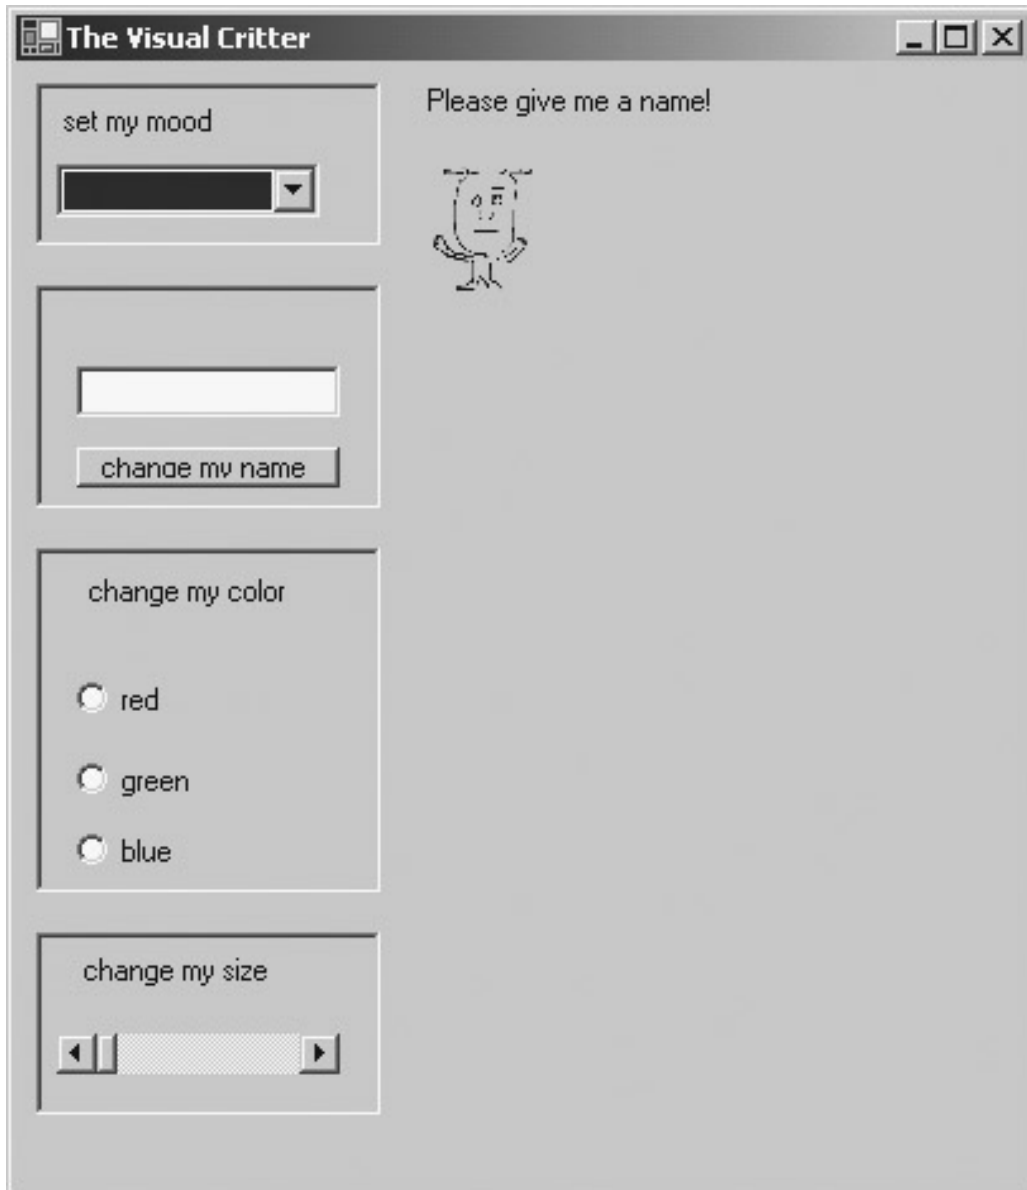 The Visual Critter
set my mood
Please give me a name!
change my name
change my color
red
green
blue
change my size